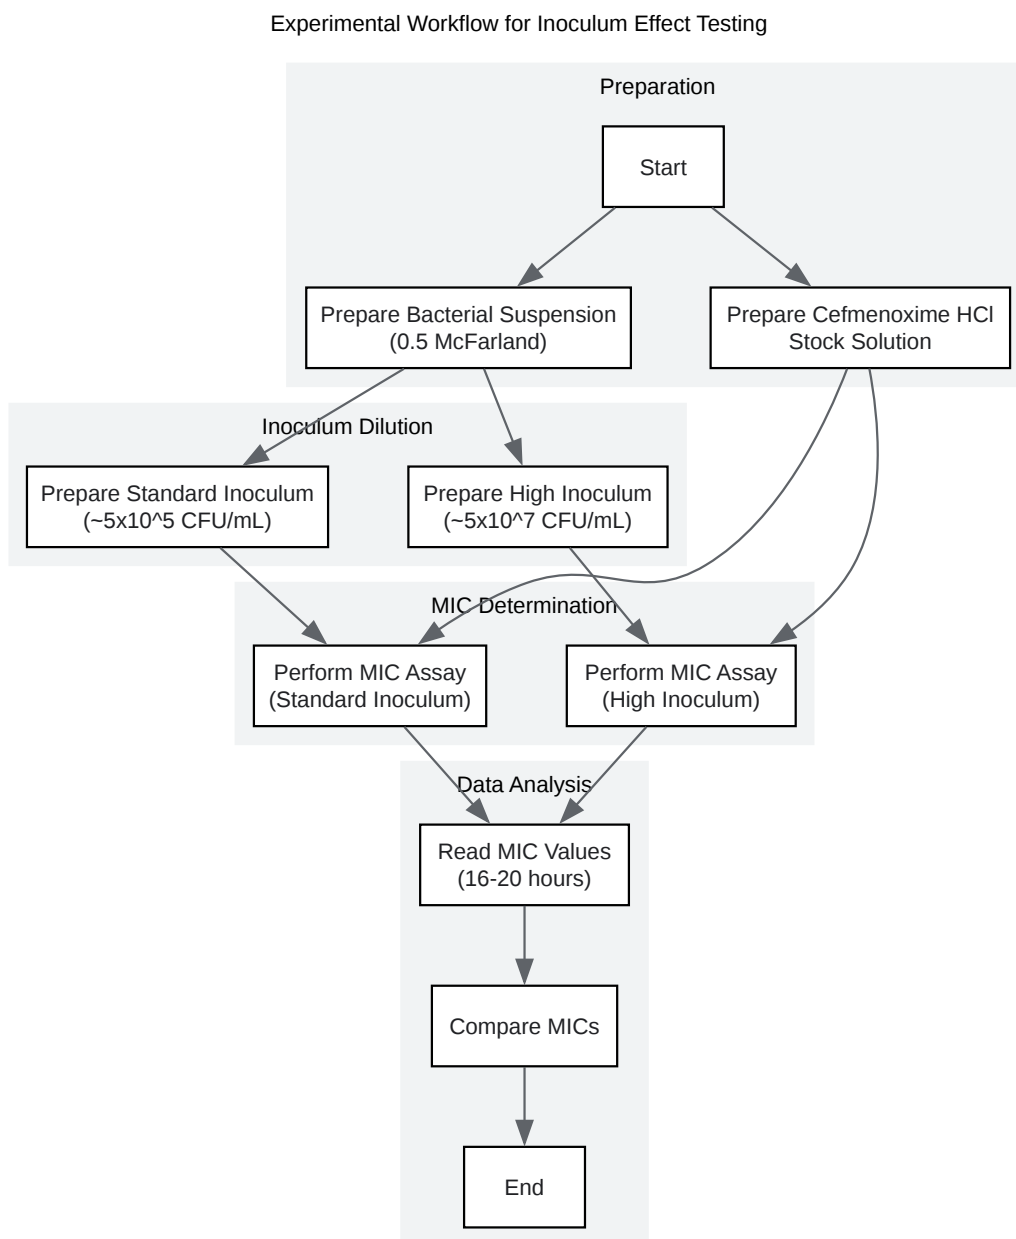 Experimental Workflow for Inoculum Effect Testing
Preparation
Start
Prepare Bacterial Suspension
(0.5 McFarland)
Prepare Cefmenoxime HCl
Stock Solution
Inoculum Dilution
Prepare Standard Inoculum
(~5x10^5 CFU/mL)
Prepare High Inoculum
(~5x10^7 CFU/mL)
MIC Determination
Perform MIC Assay
(Standard Inoculum)
Perform MIC Assay
(High Inoculum)
Data Analysis
Read MIC Values
(16-20 hours)
Compare MICs
End